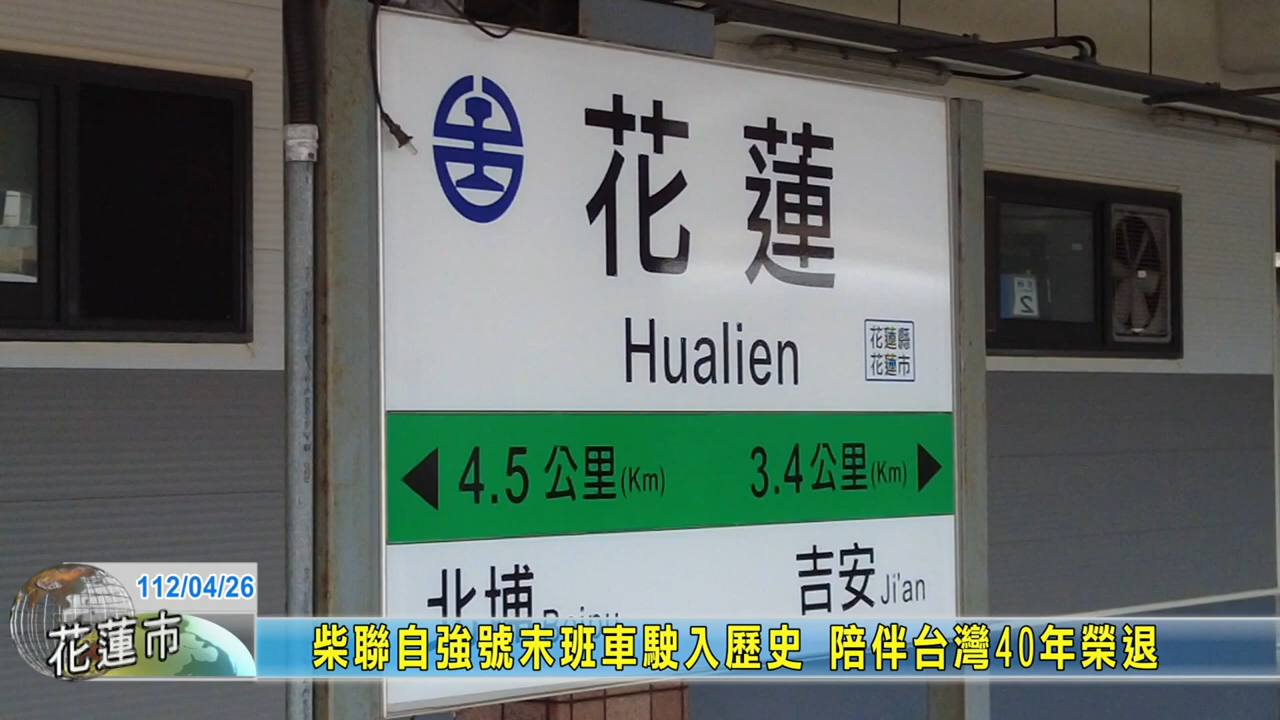 花蓮
Hualien
花蓮縣
花蓮市
4.5公里(Km)
3.4公里(Km)
北埔 Beipu
吉安 Ji'an
2
112/04/26
花蓮市
柴聯自強號末班車駛入歷史 陪伴台灣40年榮退